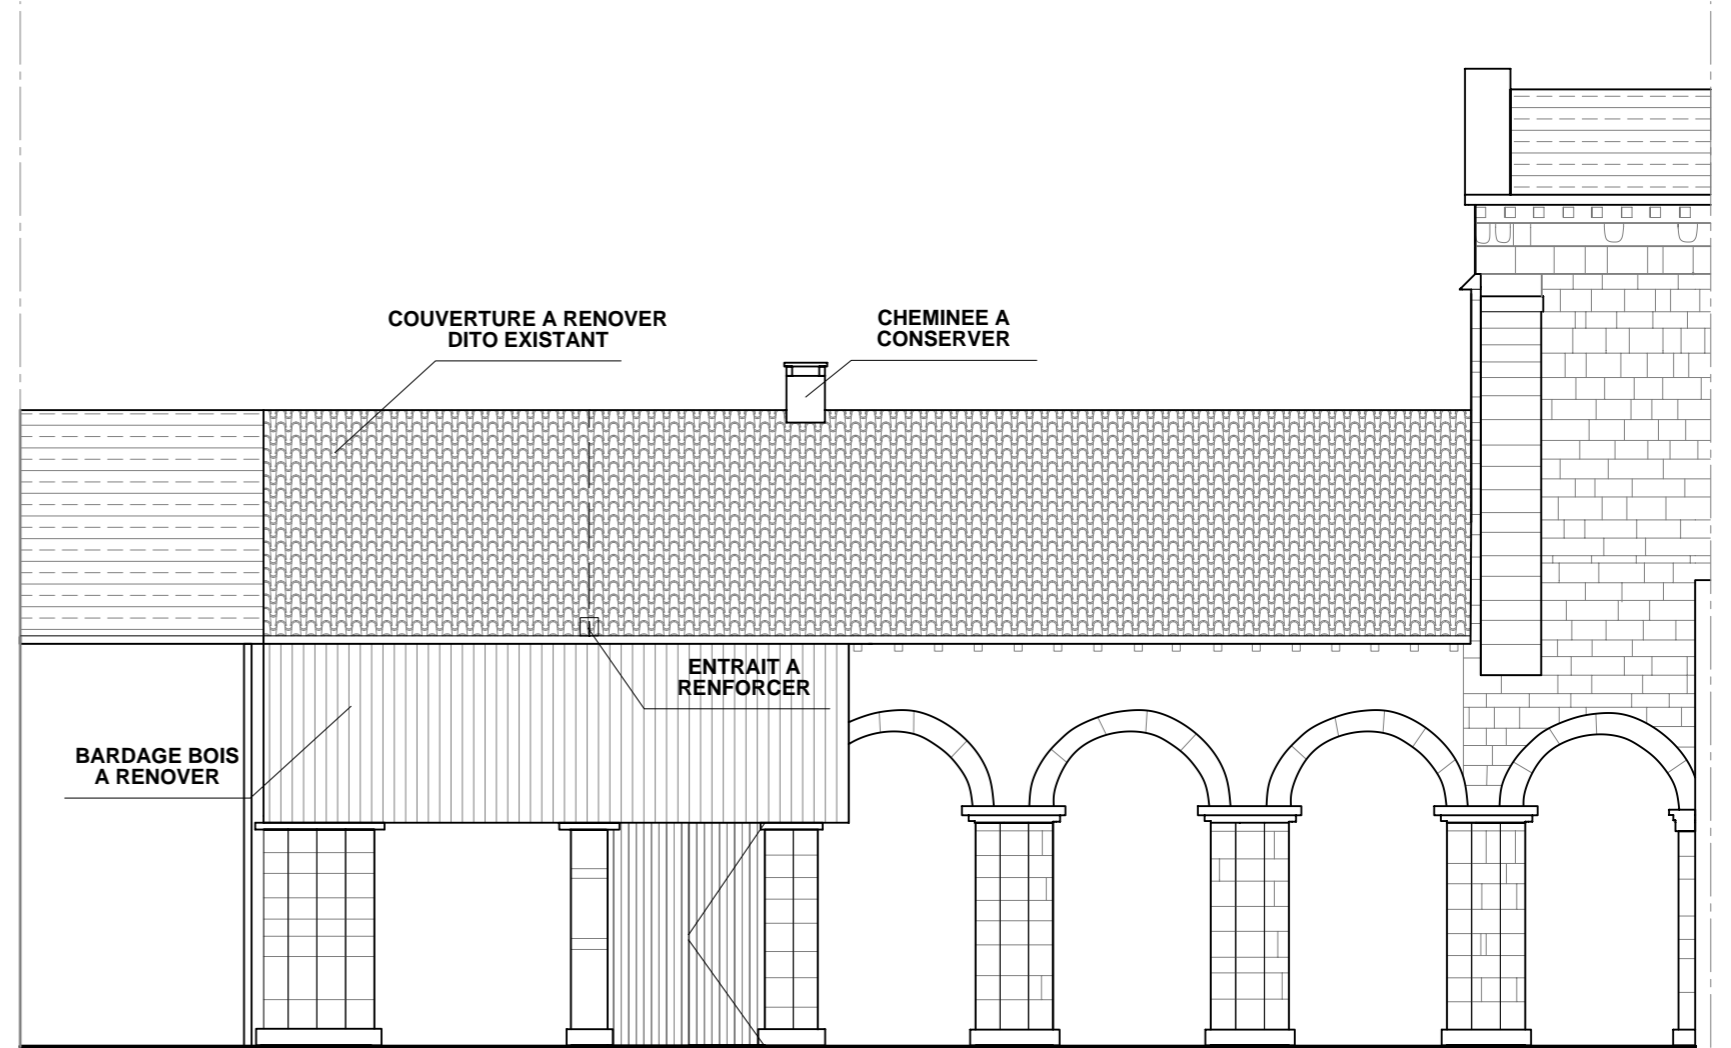 COUVERTURE A RENOVER
DITO EXISTANT
CHEMINEE A
CONSERVER
ENTRAIT A
RENFORCER
BARDAGE BOIS
A RENOVER